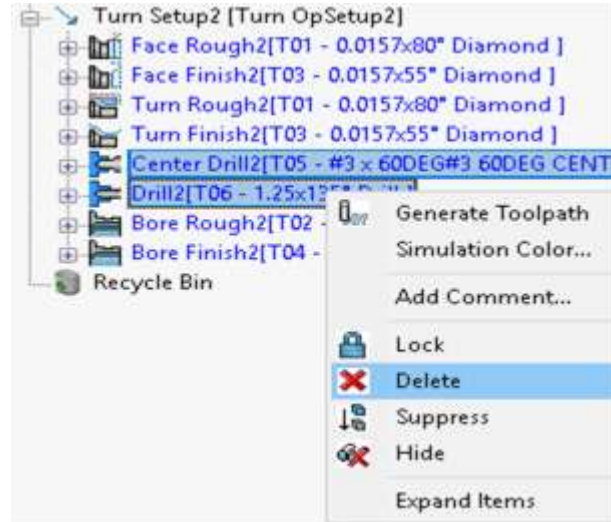 Turn Setup2 [Turn OpSetup2]
Face Rough2[T01 - 0.0157x80° Diamond ]
Face Finish2[T03 - 0.0157x55° Diamond ]
Turn Rough2[T01 - 0.0157x80° Diamond ]
Turn Finish2[T03 - 0.0157x55° Diamond ]
Center Drill2[T05 - #3 x 60DEG#3 60DEG CENT
Drill2[T06 - 1.25x135° Drill ]
Bore Rough2[T02 -
Bore Finish2[T04 -
Recycle Bin
Generate Toolpath
Simulation Color...
Add Comment...
Lock
Delete
Suppress
Hide
Expand Items